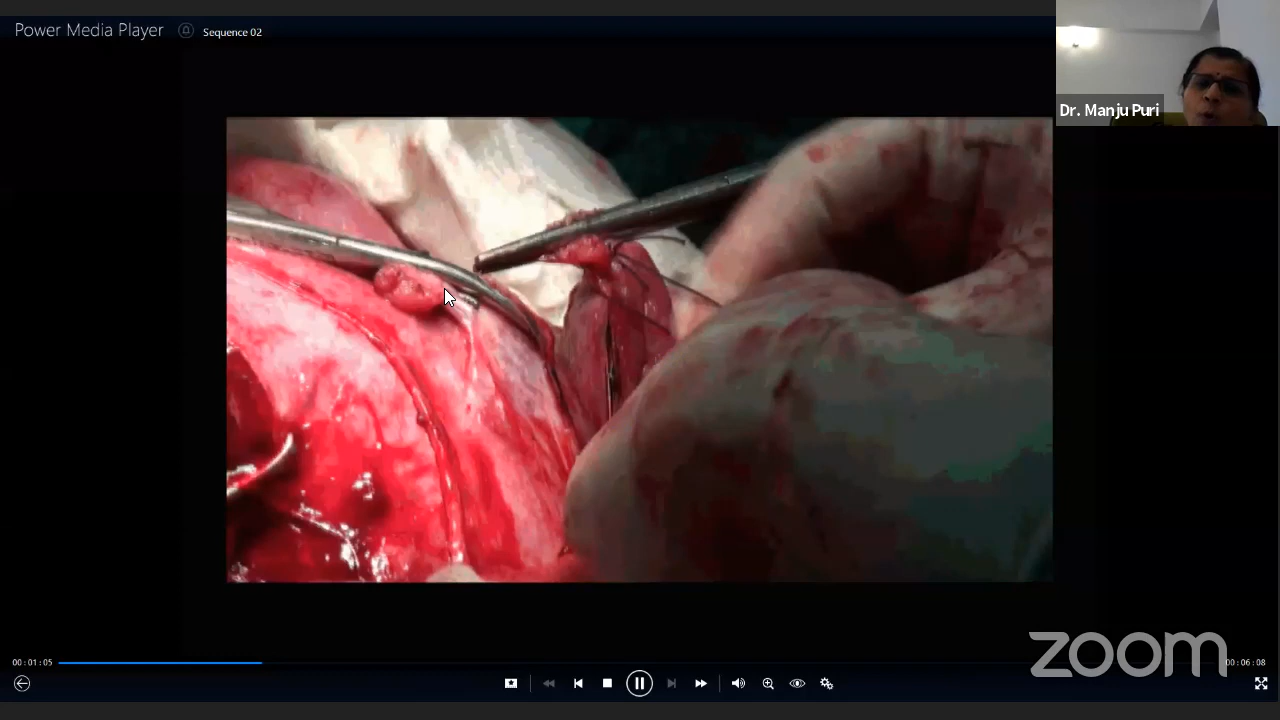 Power Media Player
Sequence 02
Dr. Manju Puri
00:01:05
00:06:08
zoom